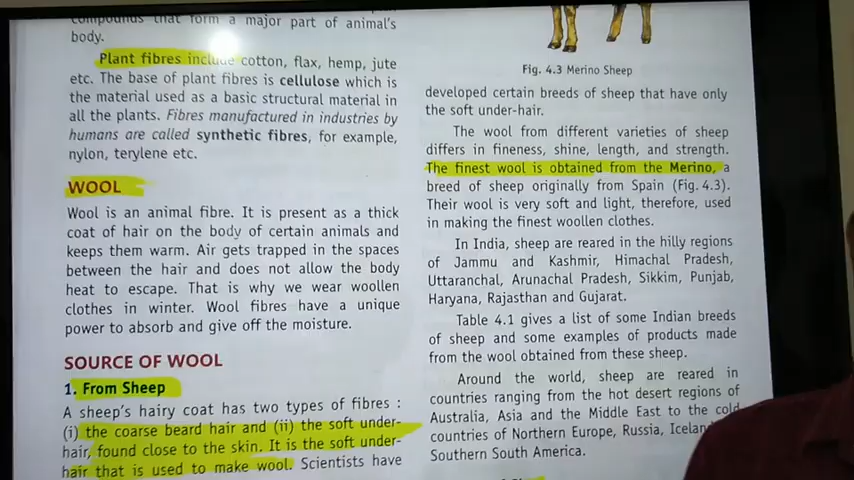 compounds that form a major part of animal's
body.
Plant fibres include cotton, flax, hemp, jute
etc. The base of plant fibres is cellulose which is
the material used as a basic structural material in
all the plants. Fibres manufactured in industries by
humans are called synthetic fibres, for example,
nylon, terylene etc.
WOOL
Wool is an animal fibre. It is present as a thick
coat of hair on the body of certain animals and
keeps them warm. Air gets trapped in the spaces
between the hair and does not allow the body
heat to escape. That is why we wear woollen
clothes in winter. Wool fibres have a unique
power to absorb and give off the moisture.
SOURCE OF WOOL
1. From Sheep
A sheep's hairy coat has two types of fibres :
(i) the coarse beard hair and (ii) the soft under-
hair, found close to the skin. It is the soft under-
hair that is used to make wool. Scientists have
Fig. 4.3 Merino Sheep
developed certain breeds of sheep that have only
the soft under-hair.
The wool from different varieties of sheep
differs in fineness, shine, length, and strength.
The finest wool is obtained from the Merino, a
breed of sheep originally from Spain (Fig. 4.3).
Their wool is very soft and light, therefore, used
in making the finest woollen clothes.
In India, sheep are reared in the hilly regions
of Jammu and Kashmir, Himachal Pradesh,
Uttaranchal, Arunachal Pradesh, Sikkim, Punjab,
Haryana, Rajasthan and Gujarat.
Table 4.1 gives a list of some Indian breeds
of sheep and some examples of products made
from the wool obtained from these sheep.
Around the world, sheep are reared in
countries ranging from the hot desert regions of
Australia, Asia and the Middle East to the cold
countries of Northern Europe, Russia, Icelan
Southern South America.